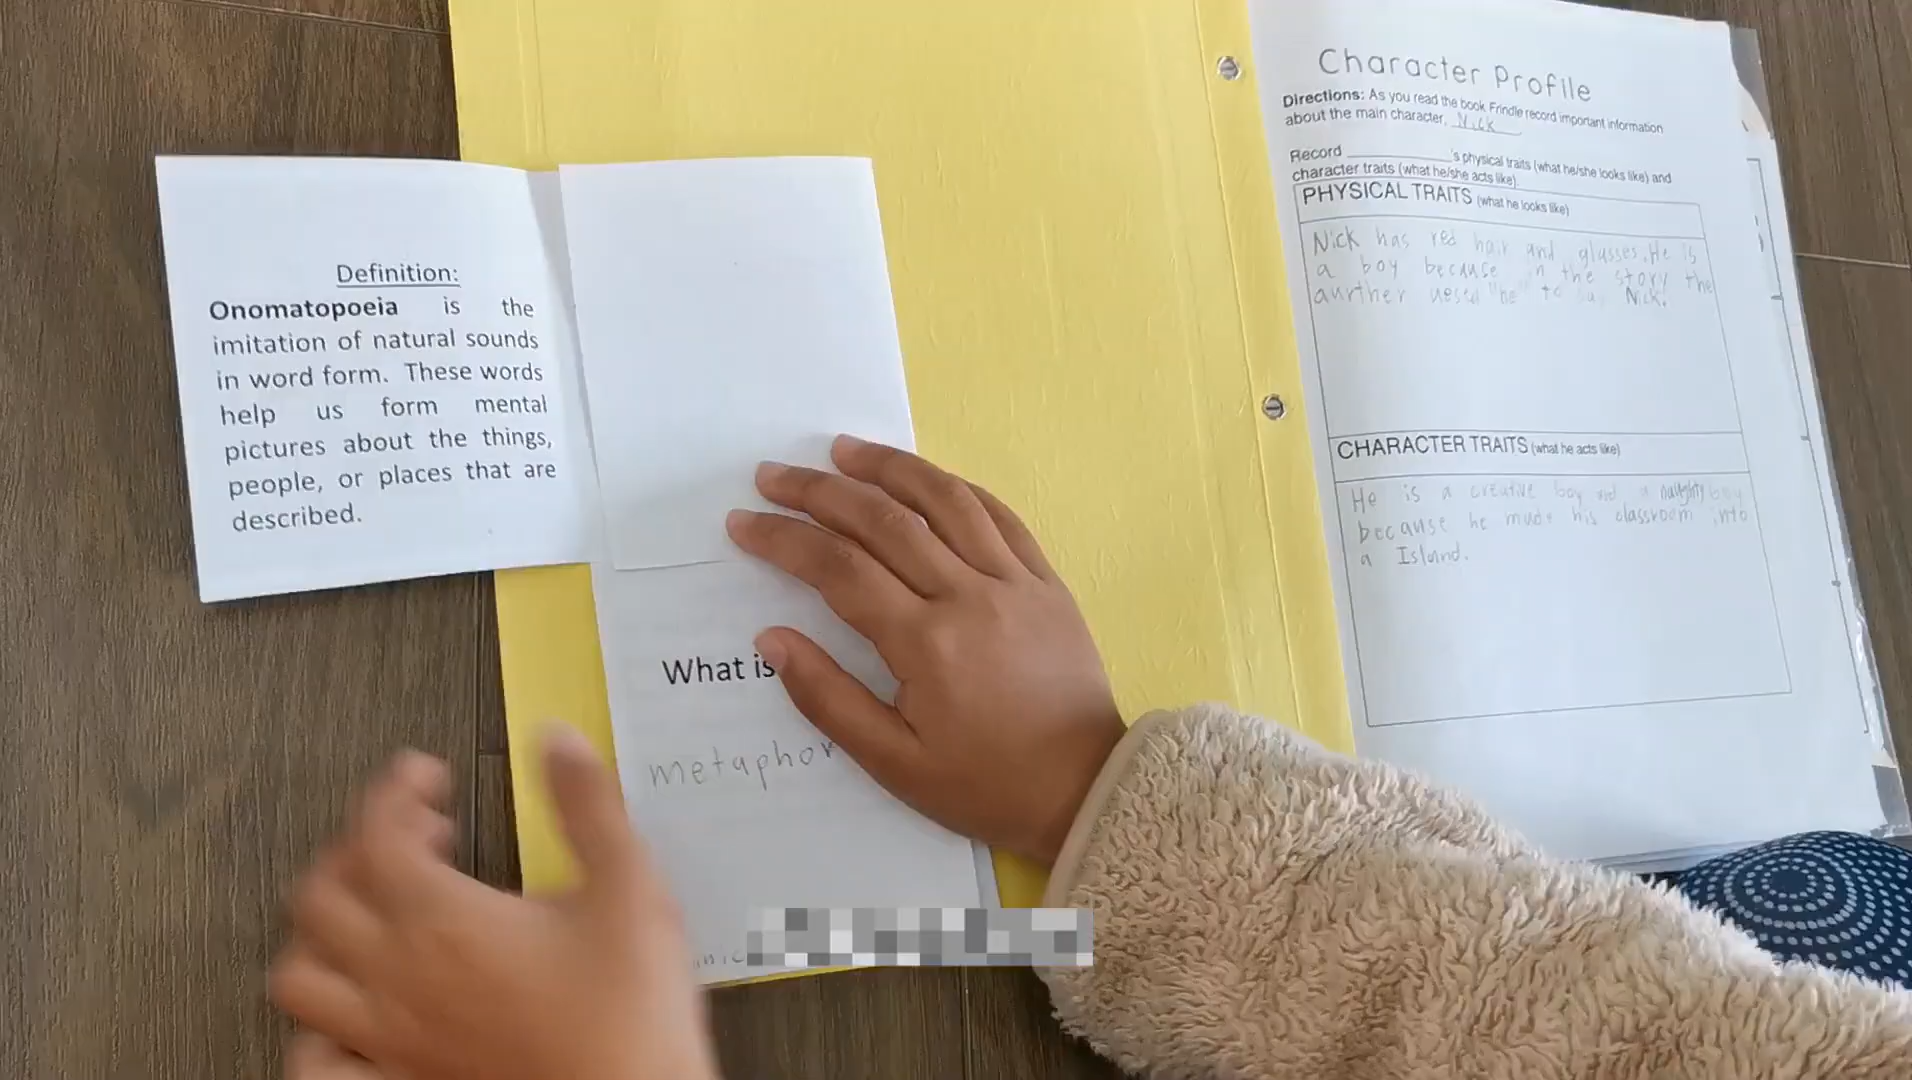 Definition:
Onomatopoeia is the
imitation of natural sounds
in word form. These words
help us form mental
pictures about the things,
people, or places that are
described.
What is
metaphor
Character Profile
Directions: As you read the book Frindle record important information
about the main character, Nick
Record __________'s physical traits (what he/she looks like) and
character traits (what he/she acts like).
PHYSICAL TRAITS (what he looks like)
Nick has red hair and glasses. He is
a boy because in the story the
aurther uesed "he" to Nick.
CHARACTER TRAITS (what he acts like)
He is a creative boy and a naughty boy
because he made his classroom into
a Island.